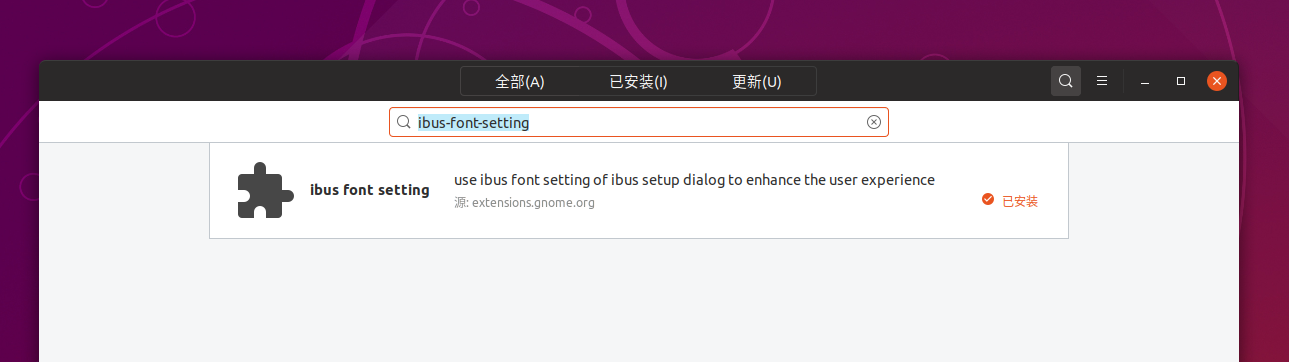 全部(A) 已安装(I) 更新(U)
ibus-font-setting
ibus font setting
use ibus font setting of ibus setup dialog to enhance the user experience
源: extensions.gnome.org
已安装